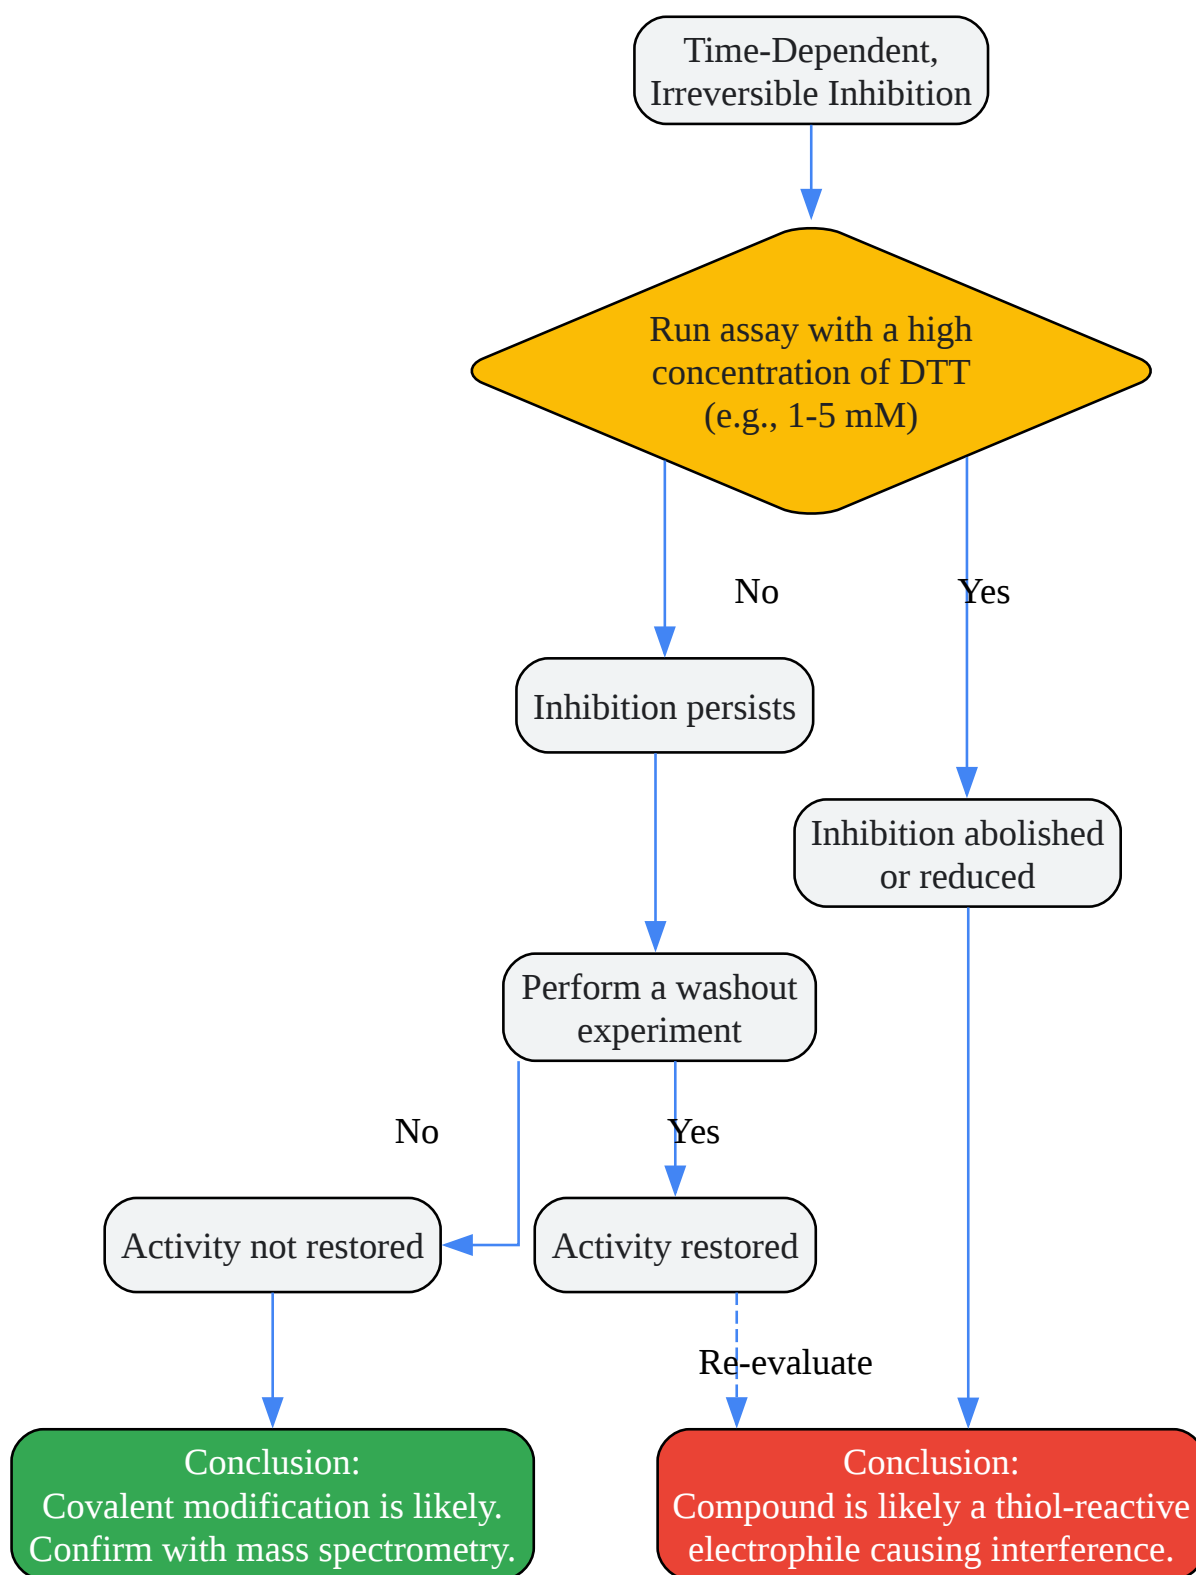 Time-Dependent,
Irreversible Inhibition
Run assay with a high
concentration of DTT
(e.g., 1-5 mM)
No
Yes
Inhibition persists
Inhibition abolished
or reduced
Perform a washout
experiment
No
Yes
Activity not restored
Activity restored
Re-evaluate
Conclusion:
Covalent modification is likely.
Confirm with mass spectrometry.
Conclusion:
Compound is likely a thiol-reactive
electrophile causing interference.